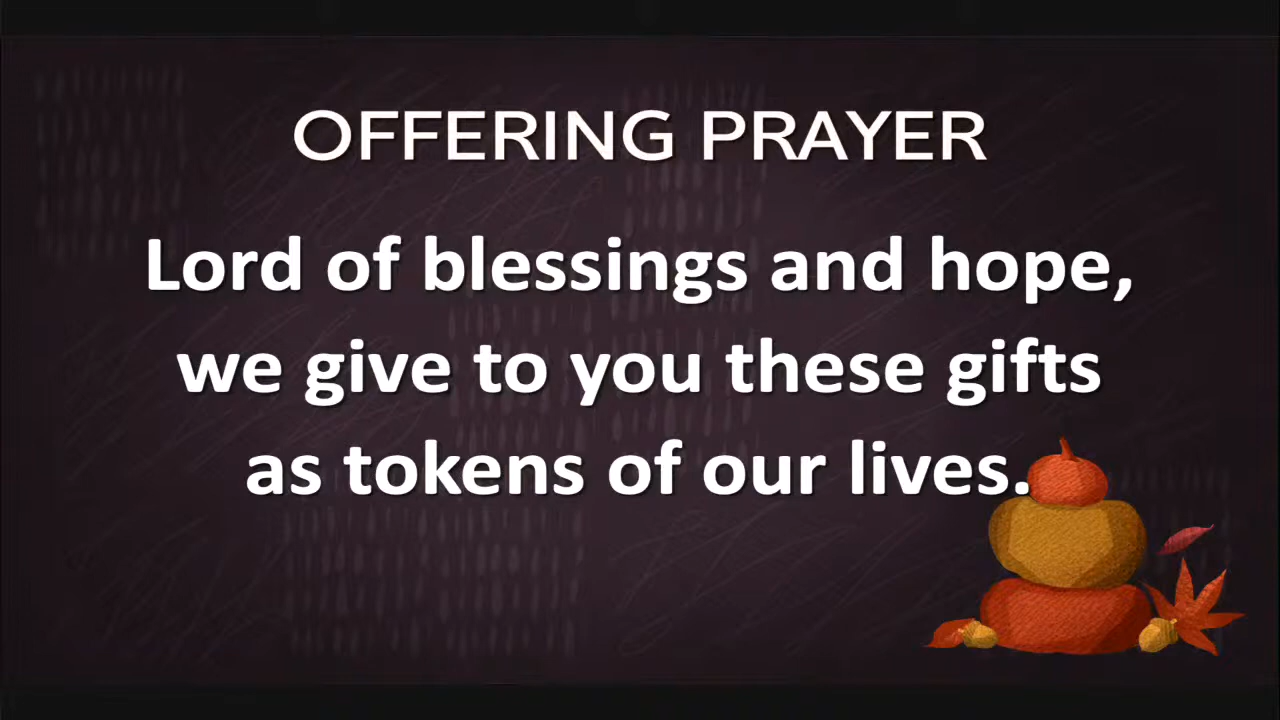 OFFERING PRAYER
Lord of blessings and hope,
we give to you these gifts
as tokens of our lives.